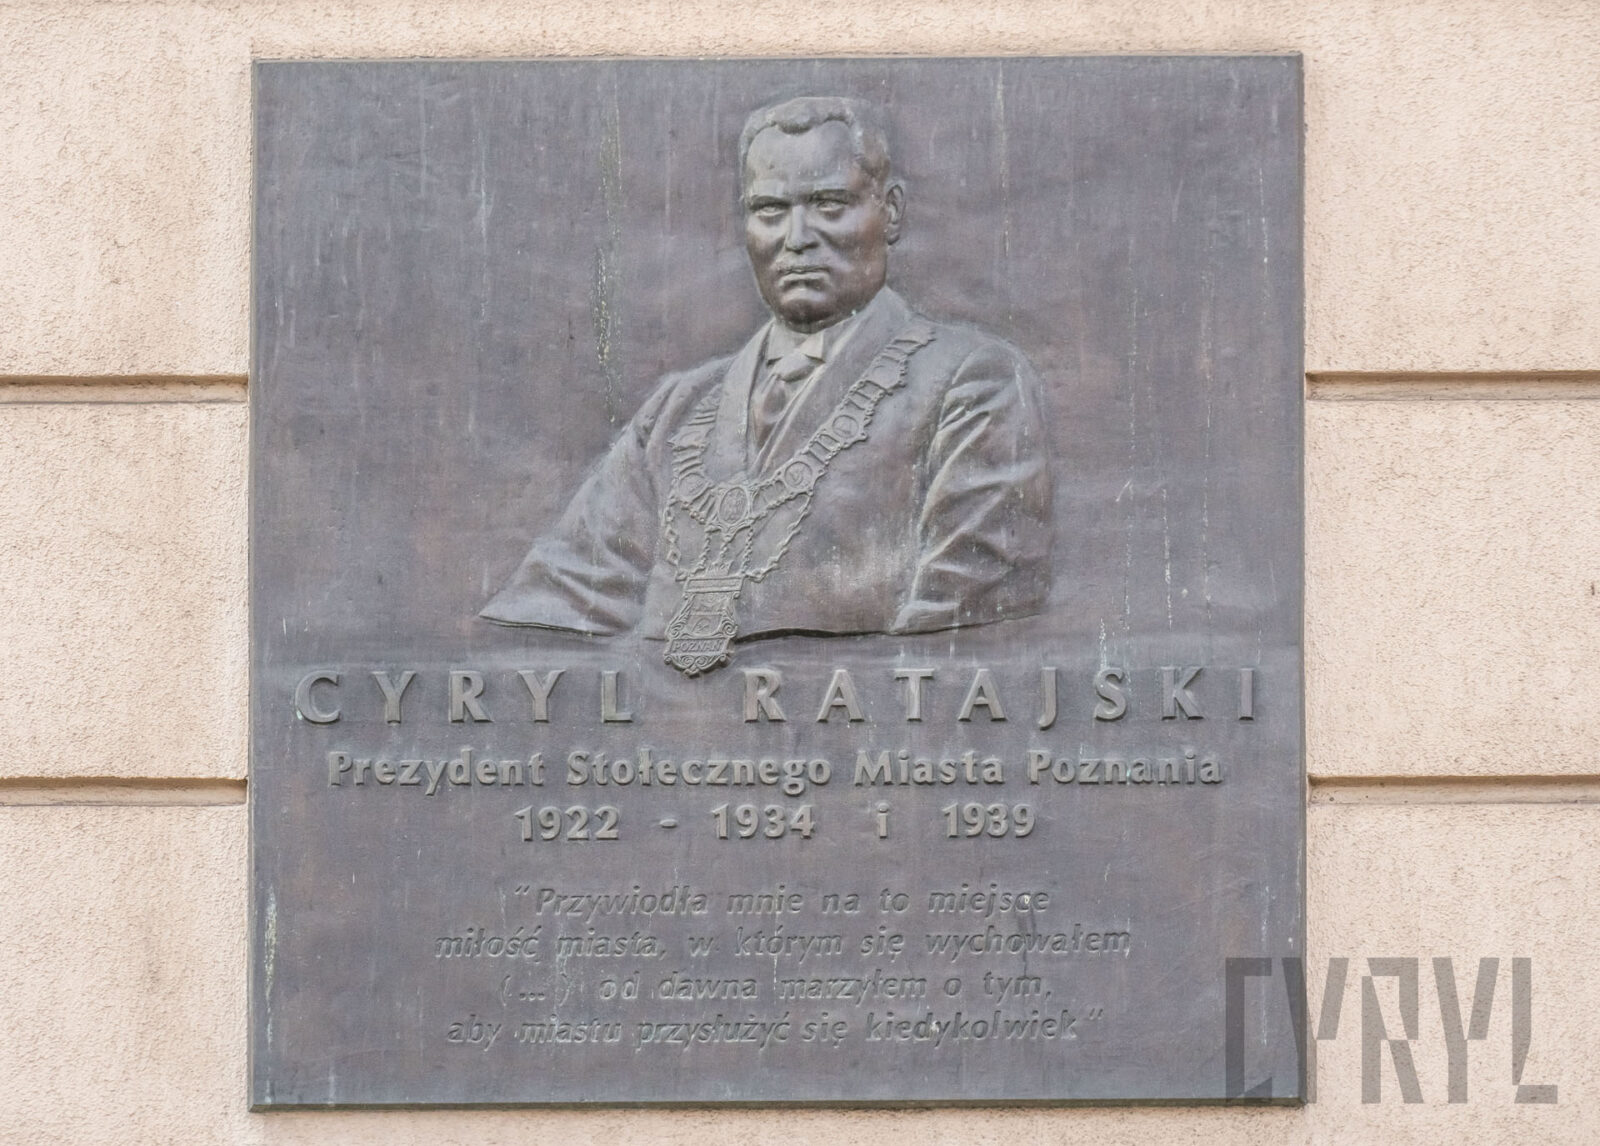 POZNAŃ
CYRYL RATAJSKI
Prezydent Stołecznego Miasta Poznania
1922 - 1934 i 1939
“Przywiodła mnie na to miejsce
miłość miasta, w którym się wychowałem,
(...) od dawna marzyłem o tym,
aby miastu przysłużyć się kiedykolwiek”
CYRYL